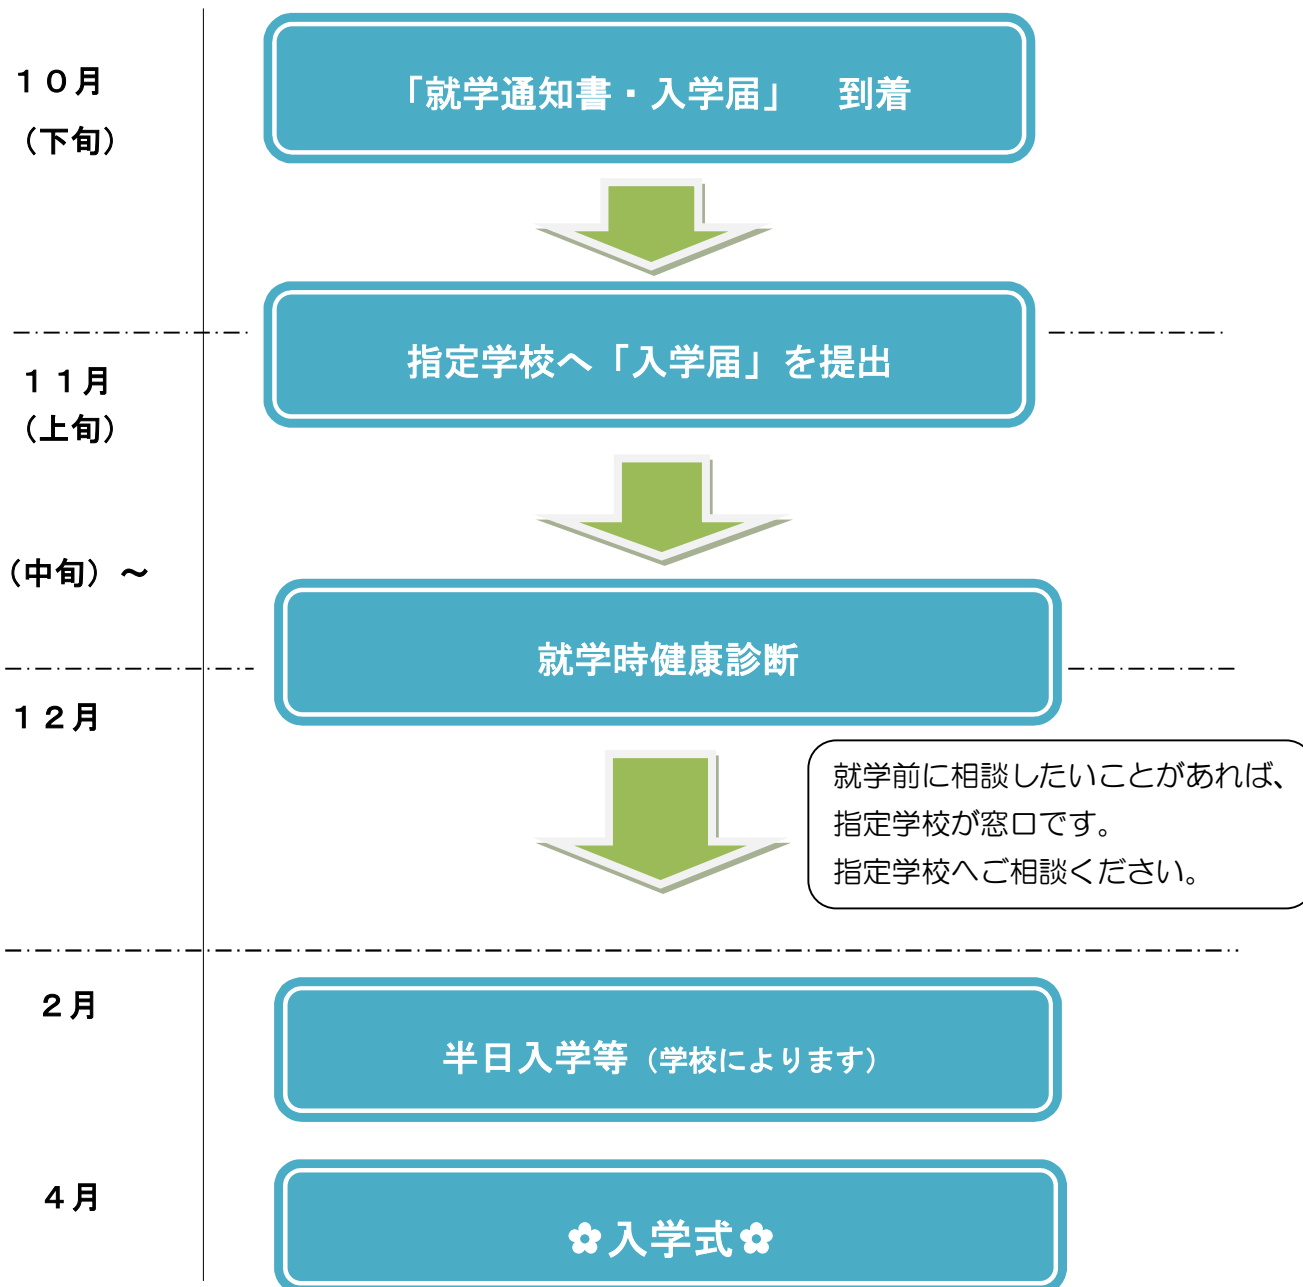 １０月
（下旬）
「就学通知書・入学届」　到着
指定学校へ「入学届」を提出
１１月
（上旬）
（中旬）～
就学時健康診断
１２月
就学前に相談したいことがあれば、
指定学校が窓口です。
指定学校へご相談ください。
２月
半日入学等（学校によります）
４月
✿入学式✿